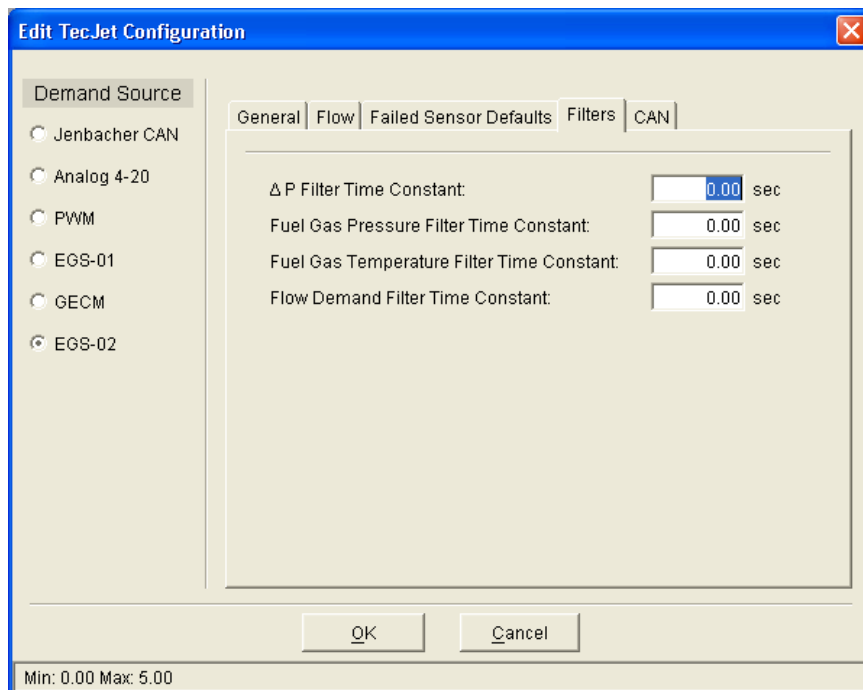 Edit TecJet Configuration
Demand Source
Jenbacher CAN
Analog 4-20
PWM
EGS-01
GECM
EGS-02
General Flow Failed Sensor Defaults Filters CAN
Δ P Filter Time Constant: 0.00 sec
Fuel Gas Pressure Filter Time Constant: 0.00 sec
Fuel Gas Temperature Filter Time Constant: 0.00 sec
Flow Demand Filter Time Constant: 0.00 sec
OK Cancel
Min: 0.00 Max: 5.00